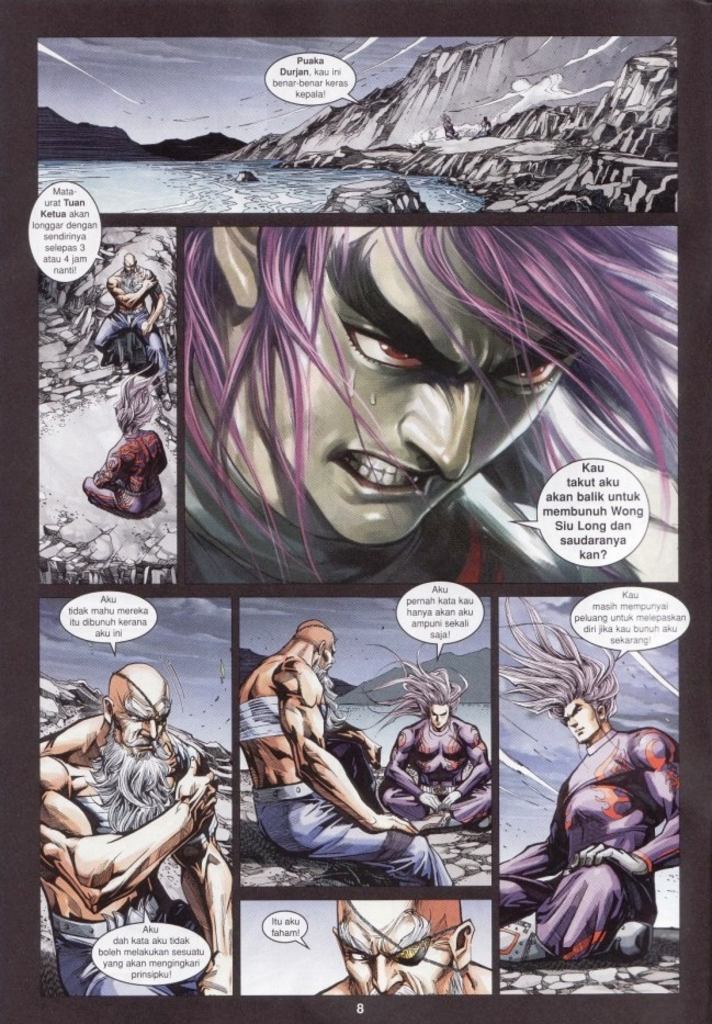 Puaka
Durjan, kau ini
benar-benar keras
kepala!
Mata-
urat Tuan
Ketua akan
longgar dengan
sendirinya
selepas 3
atau 4 jam
nanti!
Kau
takut aku
akan balik untuk
membunuh Wong
Siu Long dan
saudaranya
kan?
Aku
tidak mahu mereka
itu dibunuh kerana
aku ini
Aku
dah kata aku tidak
boleh melakukan sesuatu
yang akan mengingkari
prinsipku!
Aku
pernah kata kau
hanya akan aku
ampuni sekali
saja!
Itu aku
faham!
Kau
masih mempunyai
peluang untuk melepaskan
diri jika kau bunuh aku
sekarang!
8